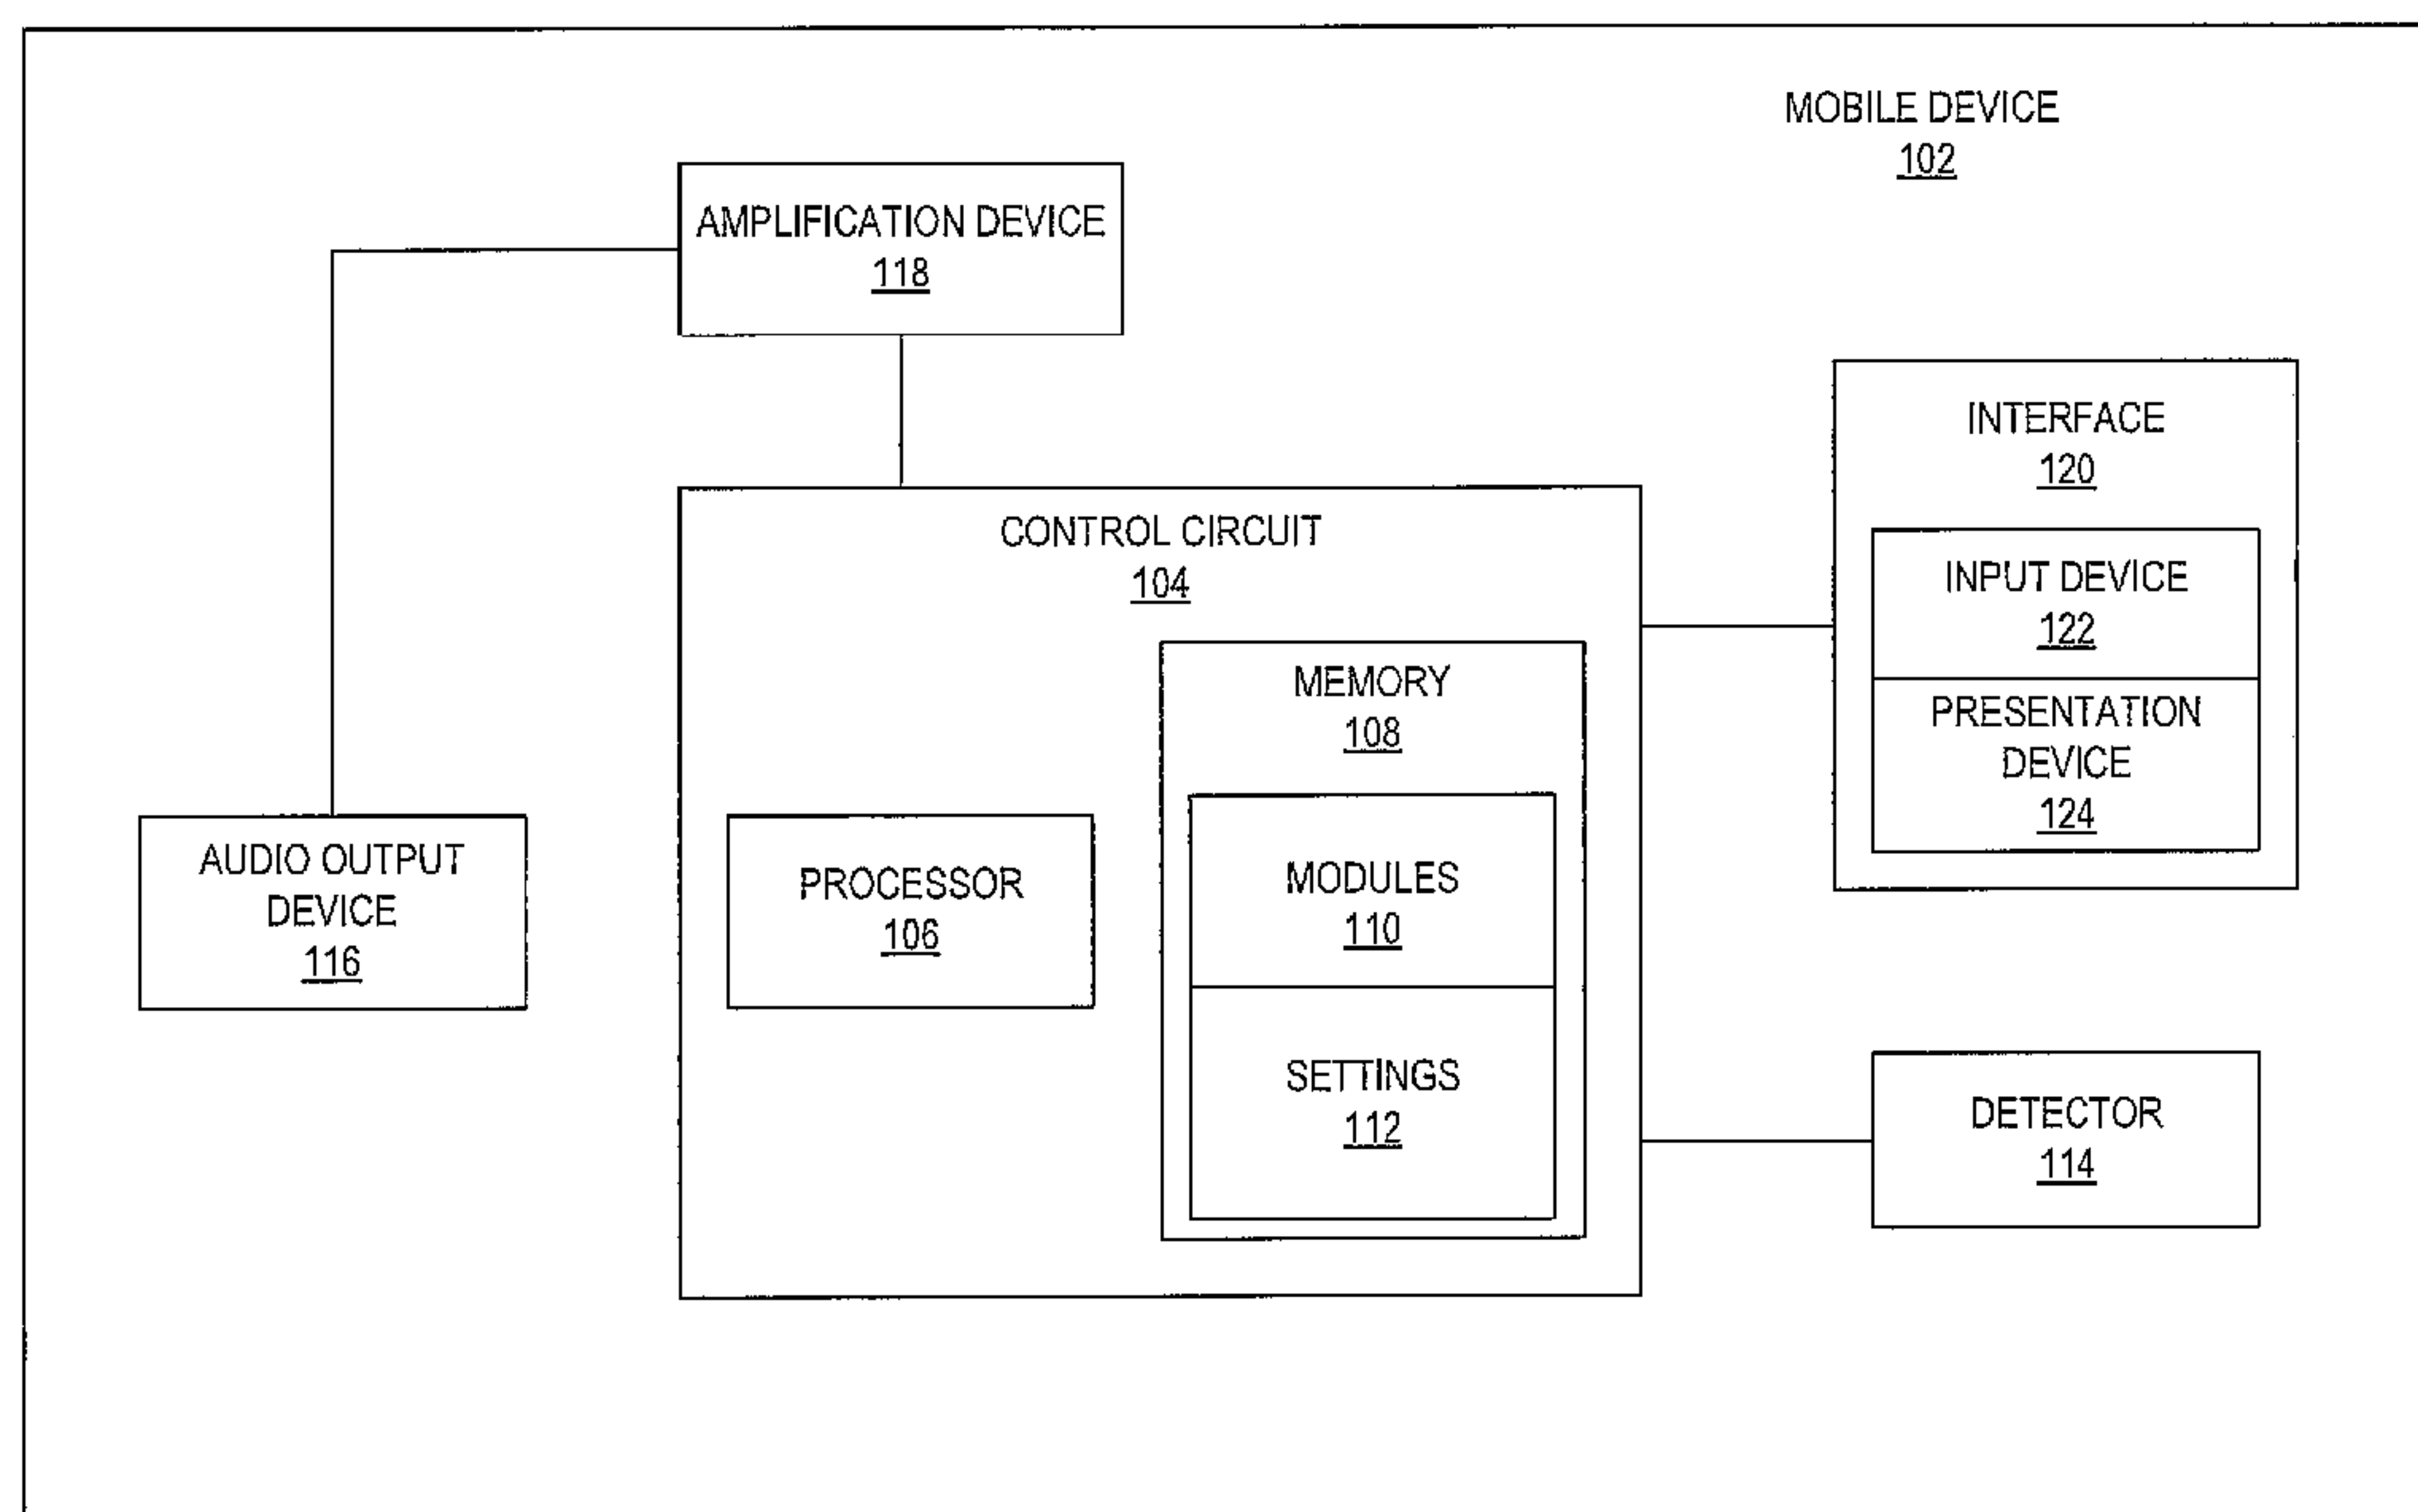 MOBILE DEVICE
102
AMPLIFICATION DEVICE
118
INTERFACE
120
INPUT DEVICE
122
PRESENTATION
DEVICE
124
CONTROL CIRCUIT
104
MEMORY
108
MODULES
110
SETTINGS
112
PROCESSOR
106
AUDIO OUTPUT
DEVICE
116
DETECTOR
114